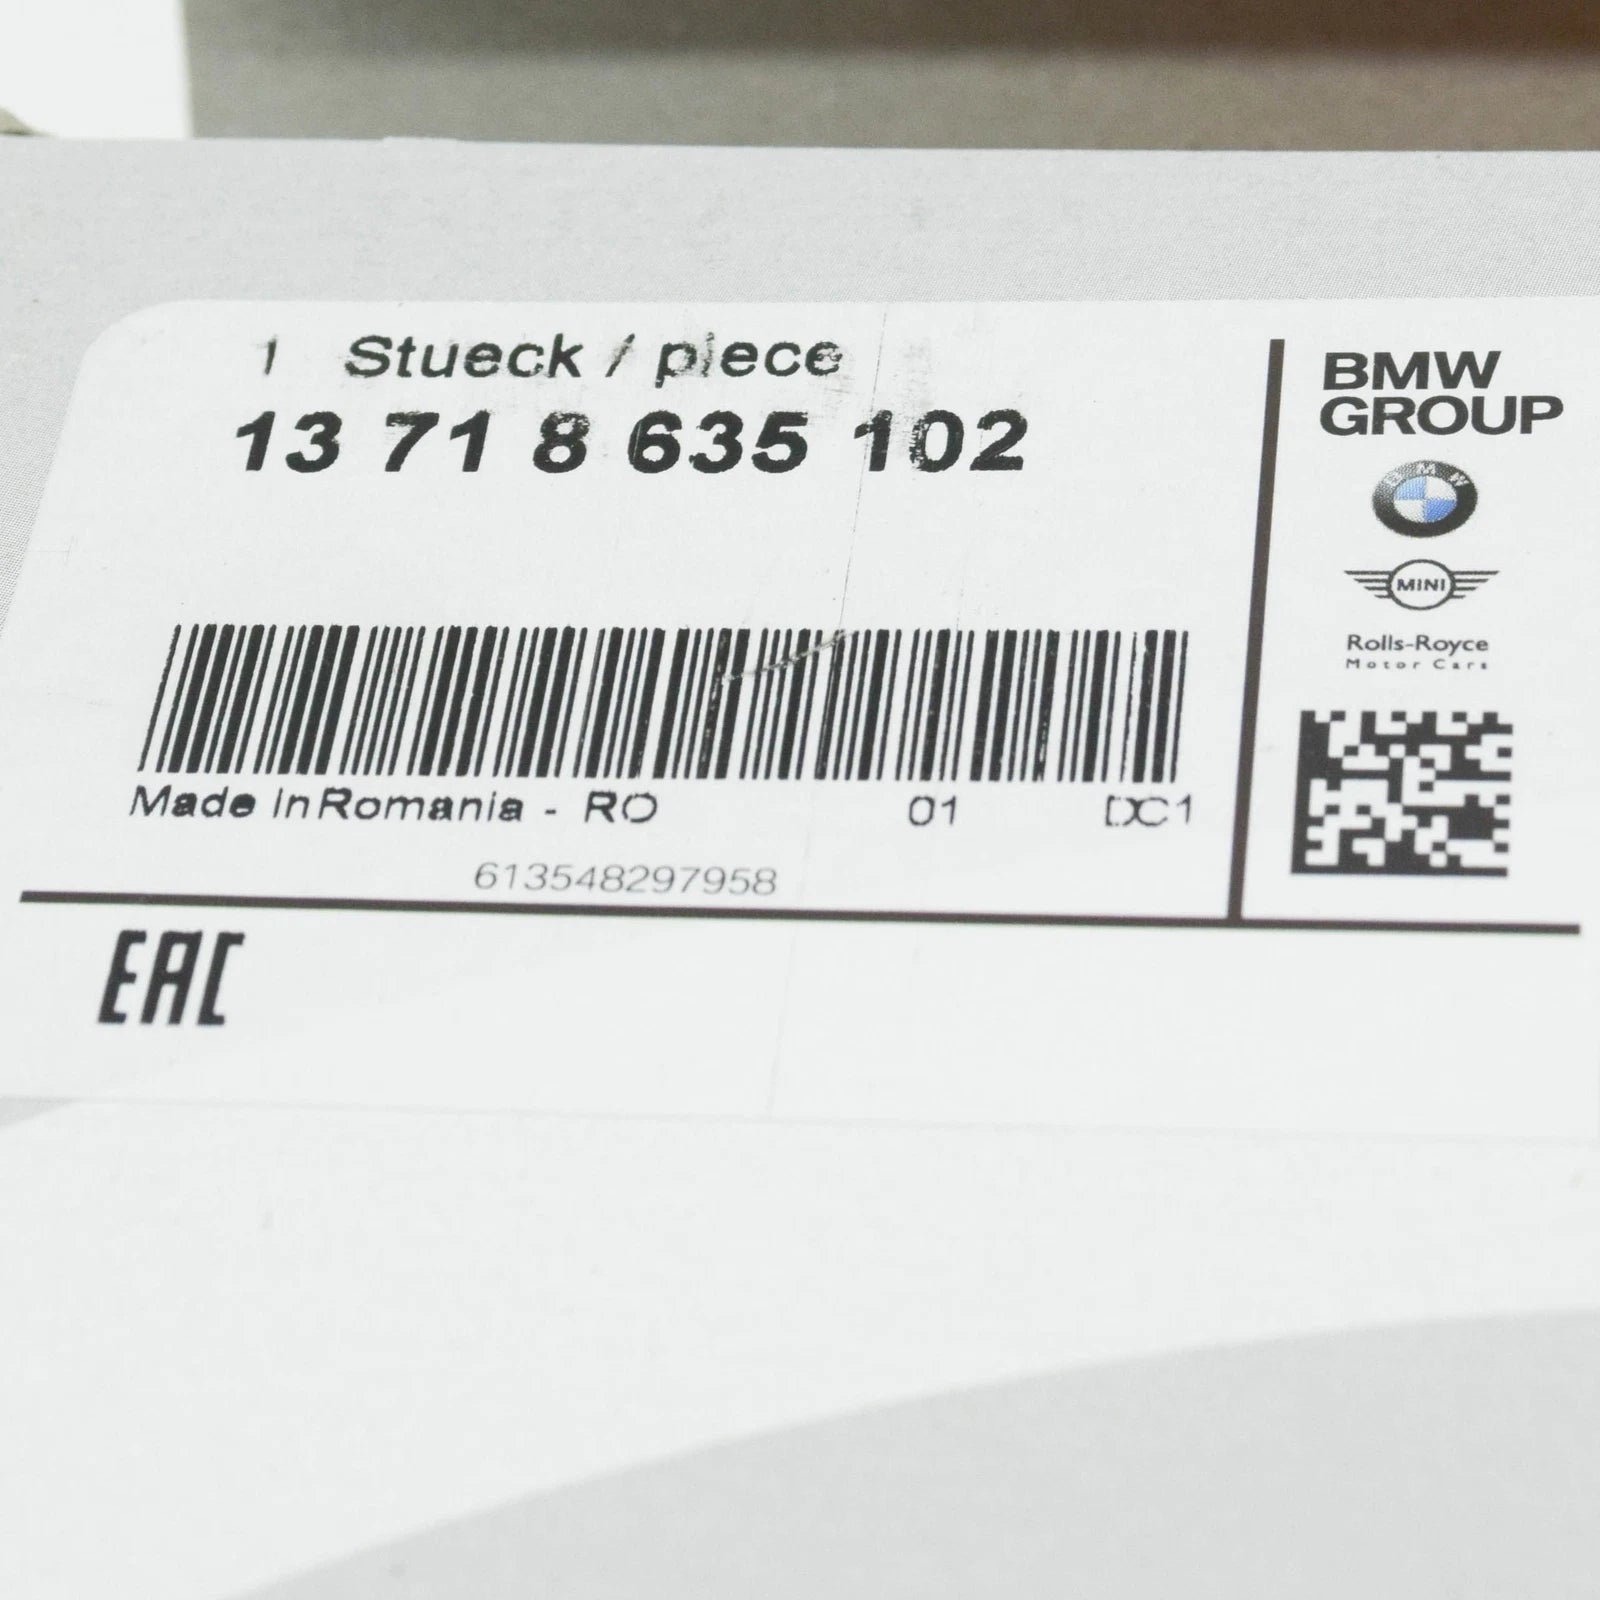 1 Stueck / piece
13 71 8 635 102
Made in Romania - RO 01 DC1
613548297958
EAC
BMW
GROUP
BMW
MINI
Rolls-Royce
Motor Cars